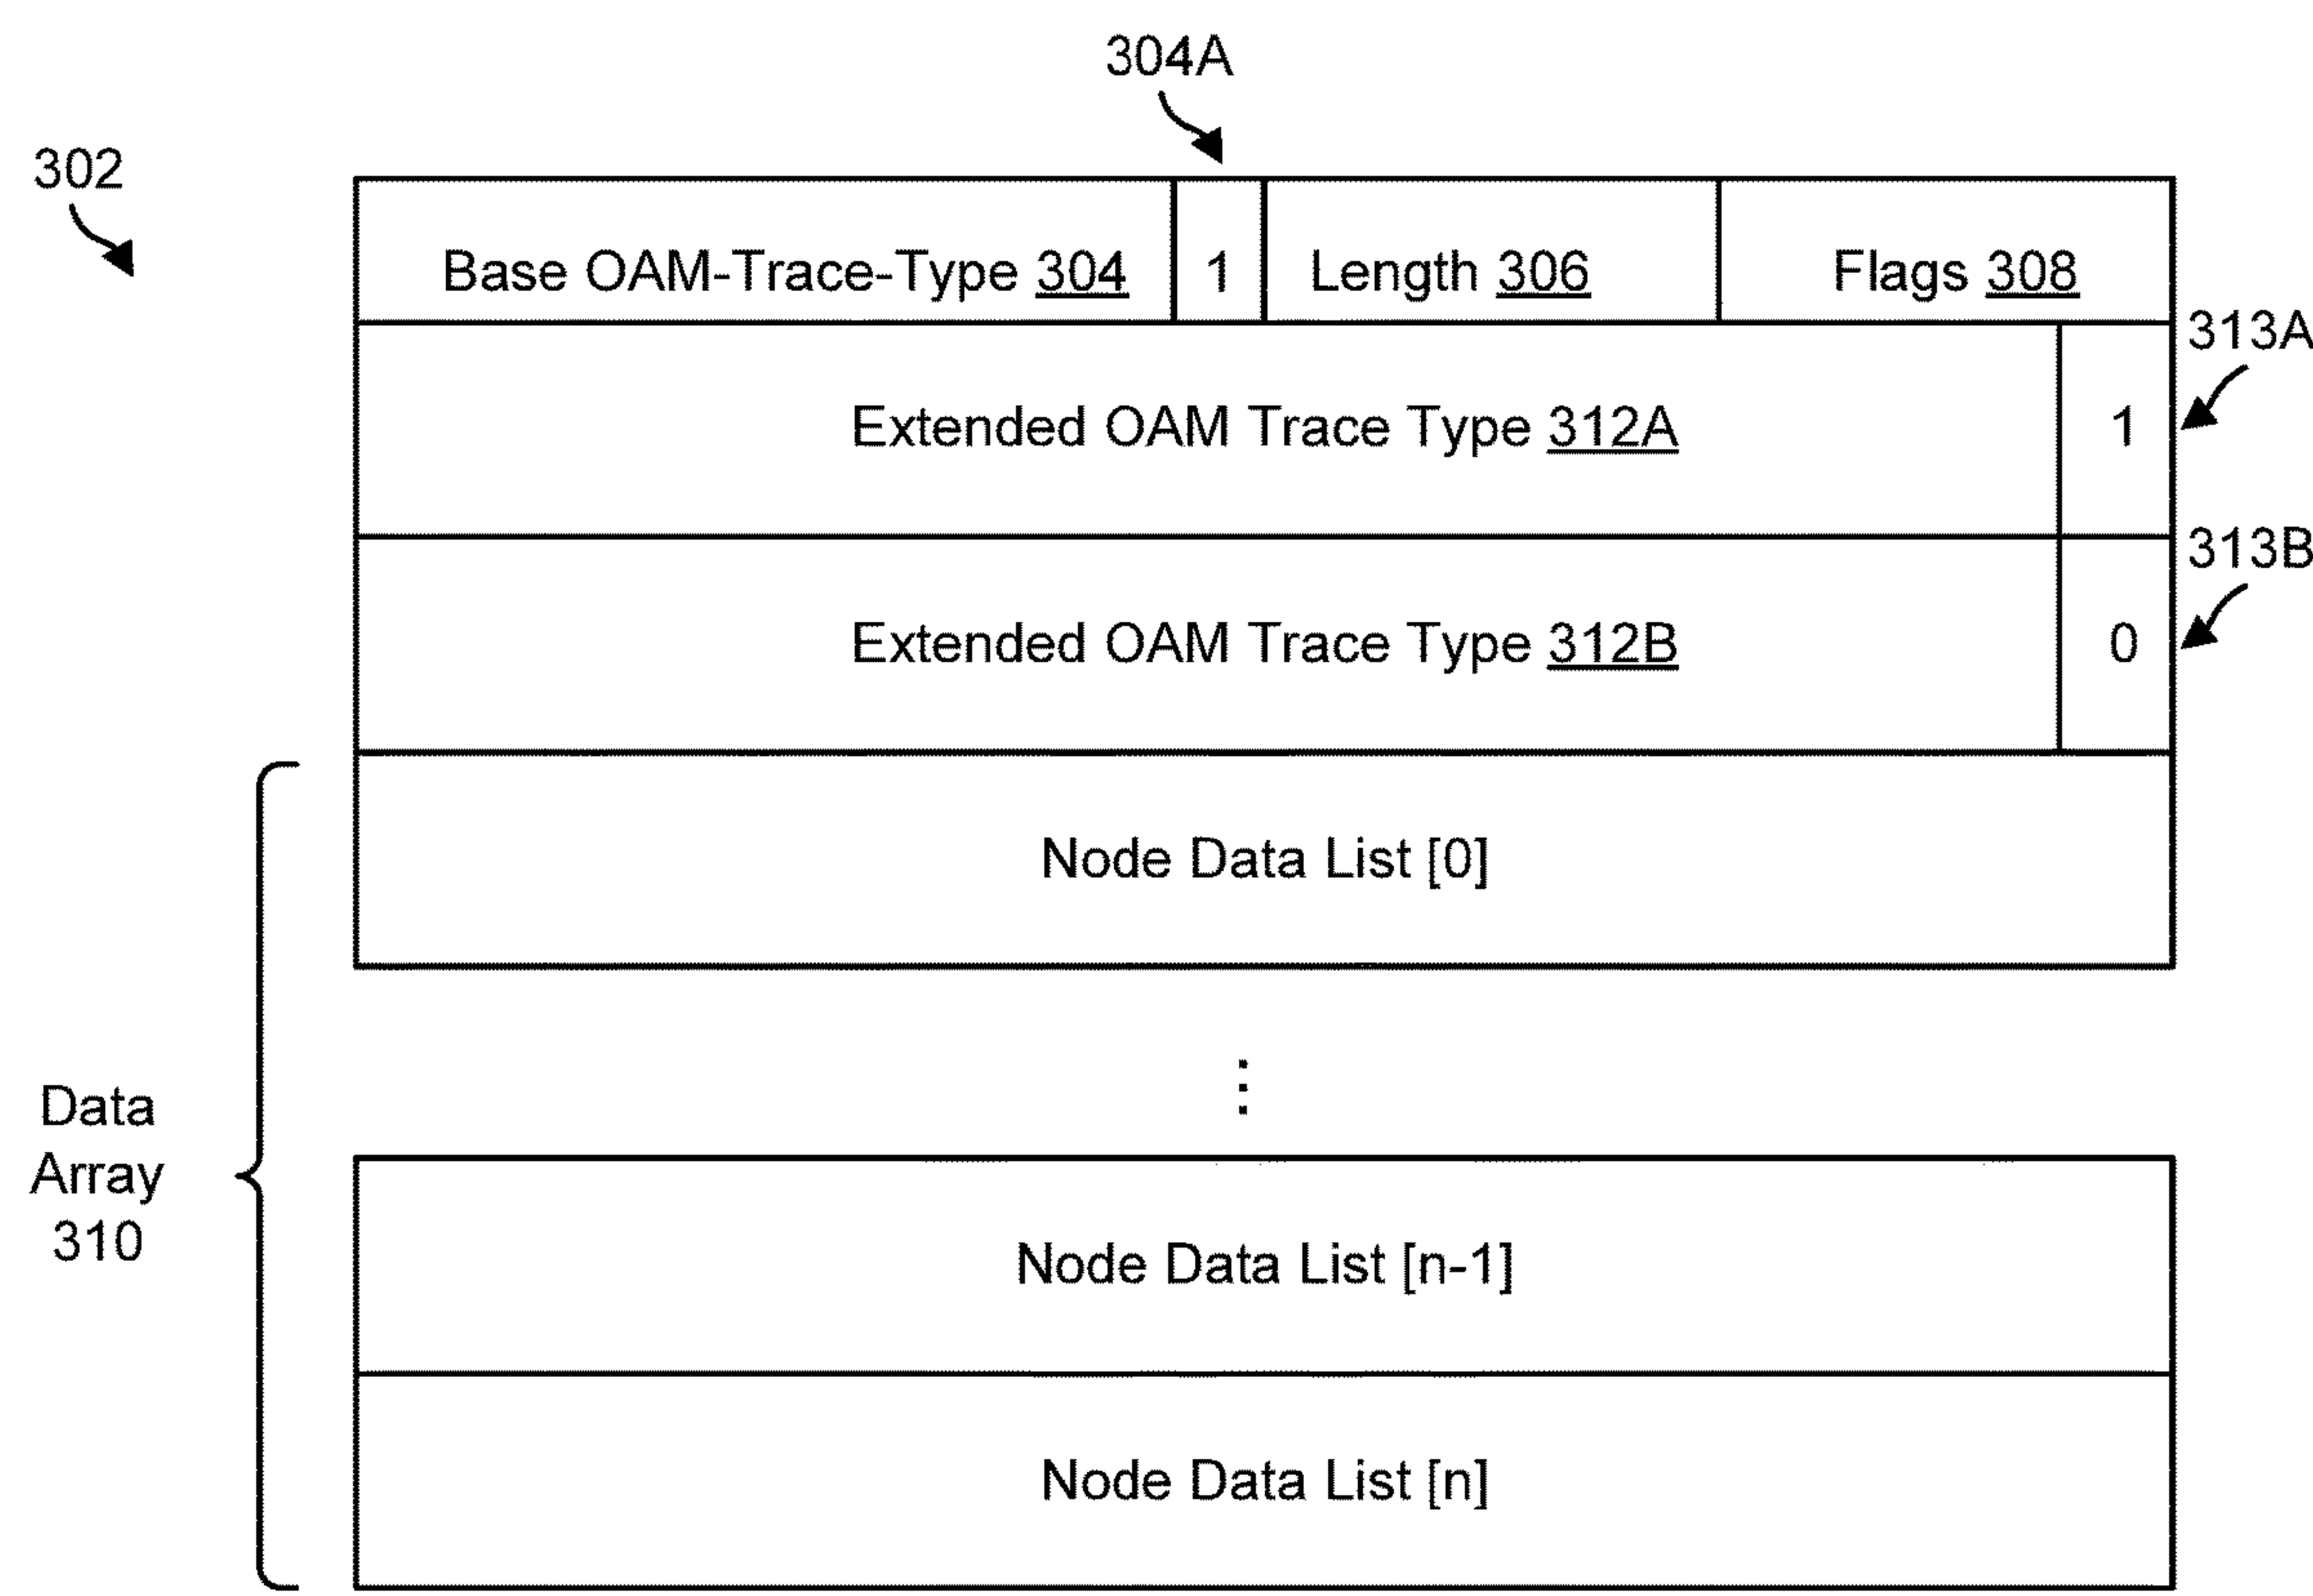 304A
302
Base OAM-Trace-Type 304 1 Length 306 Flags 308
313A
Extended OAM Trace Type 312A 1
313B
Extended OAM Trace Type 312B 0
Node Data List [0]
⋮
Data
Array
310
Node Data List [n-1]
Node Data List [n]